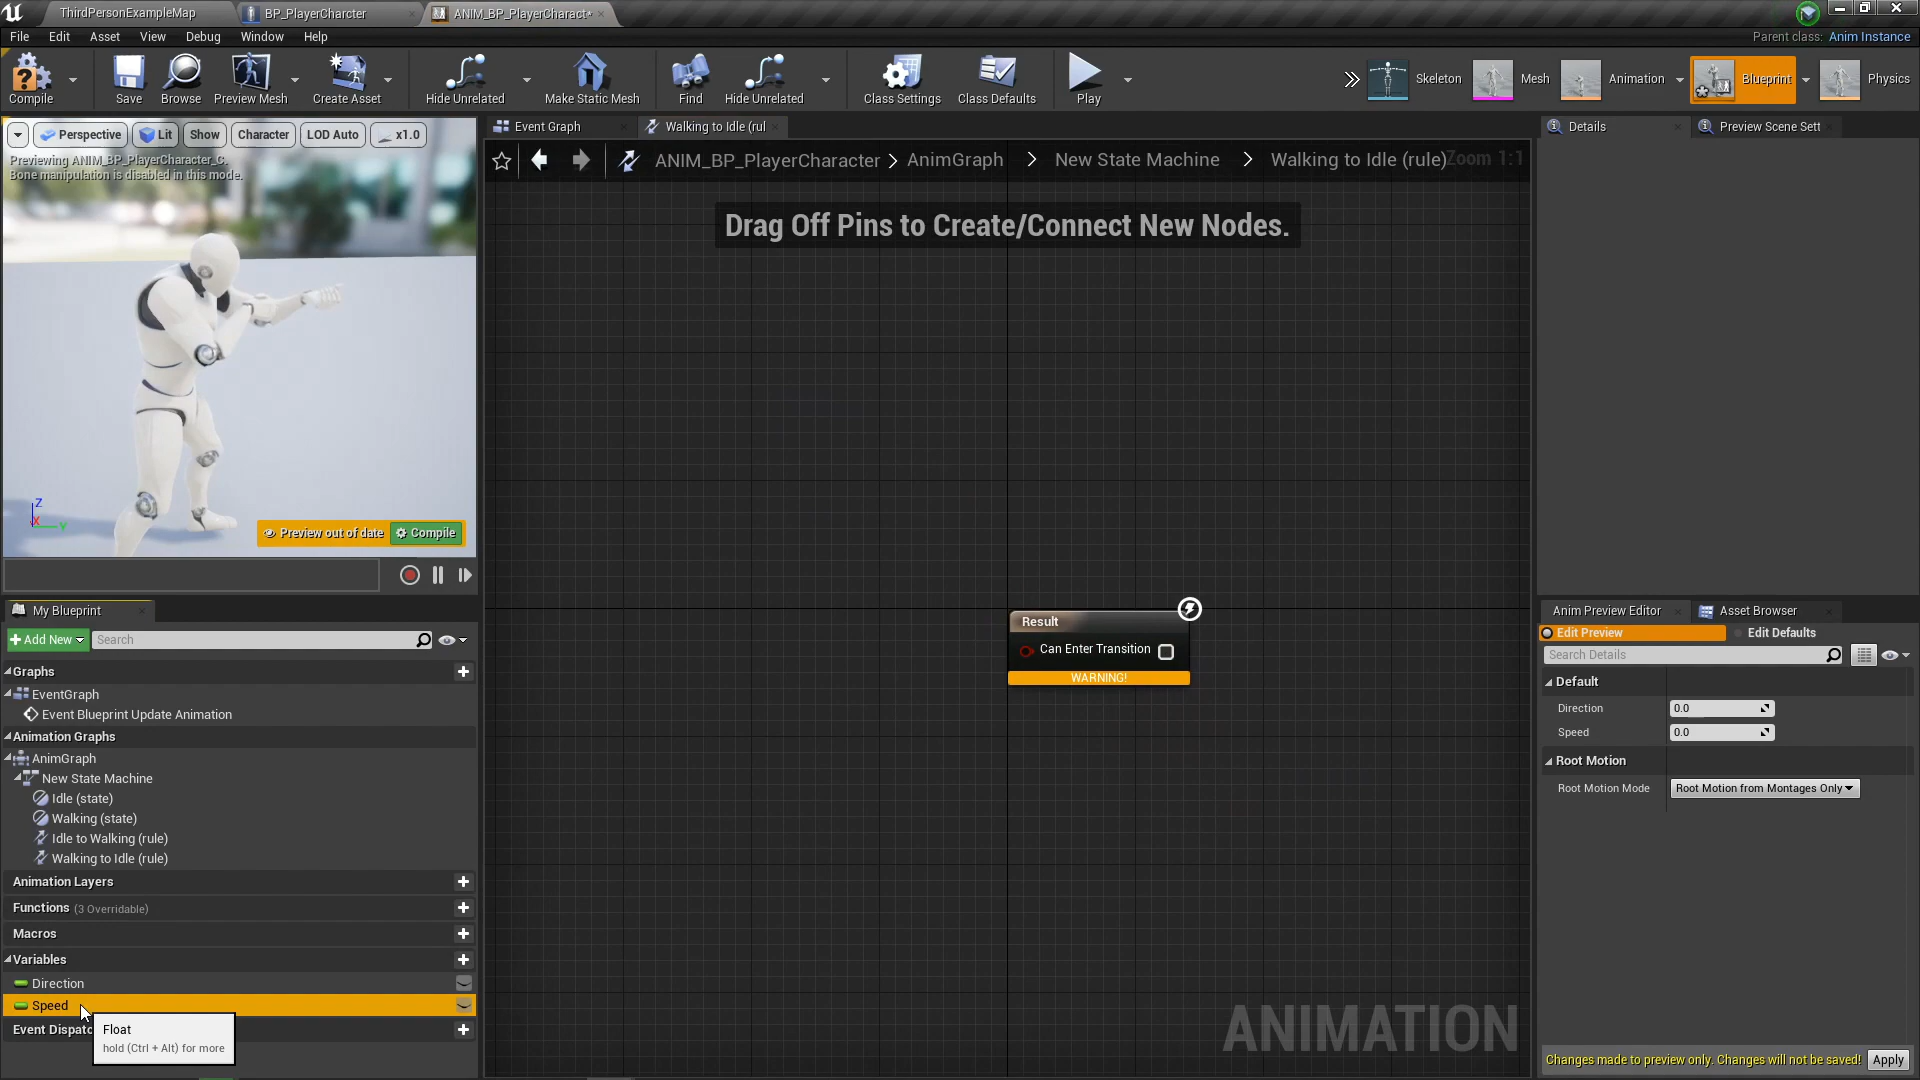 ThirdPersonExampleMap
BP_PlayerCharcter
ANIM_BP_PlayerCharact*
File Edit Asset View Debug Window Help
Parent class: Anim Instance
Compile
Save
Browse
Preview Mesh
Create Asset
Hide Unrelated
Make Static Mesh
Find
Hide Unrelated
Class Settings
Class Defaults
Play
Skeleton
Mesh
Animation
Blueprint
Physics
Perspective
Lit
Show
Character
LOD Auto
x1.0
Previewing ANIM_BP_PlayerCharacter_C.
Bone manipulation is disabled in this mode.
Z
X
Y
Preview out of date
Compile
Event Graph
Walking to Idle (rul
ANIM_BP_PlayerCharacter > AnimGraph > New State Machine > Walking to Idle (rule)
Zoom 1:1
Drag Off Pins to Create/Connect New Nodes.
Result
Can Enter Transition
WARNING!
ANIMATION
My Blueprint
Add New
Search
Graphs
EventGraph
Event Blueprint Update Animation
Animation Graphs
AnimGraph
New State Machine
Idle (state)
Walking (state)
Idle to Walking (rule)
Walking to Idle (rule)
Animation Layers
Functions (3 Overridable)
Macros
Variables
Direction
Speed
Event Dispatc
Float
hold (Ctrl + Alt) for more
Details
Preview Scene Sett
Anim Preview Editor
Asset Browser
Edit Preview
Edit Defaults
Search Details
Default
Direction 0.0
Speed 0.0
Root Motion
Root Motion Mode Root Motion from Montages Only
Changes made to preview only. Changes will not be saved!
Apply